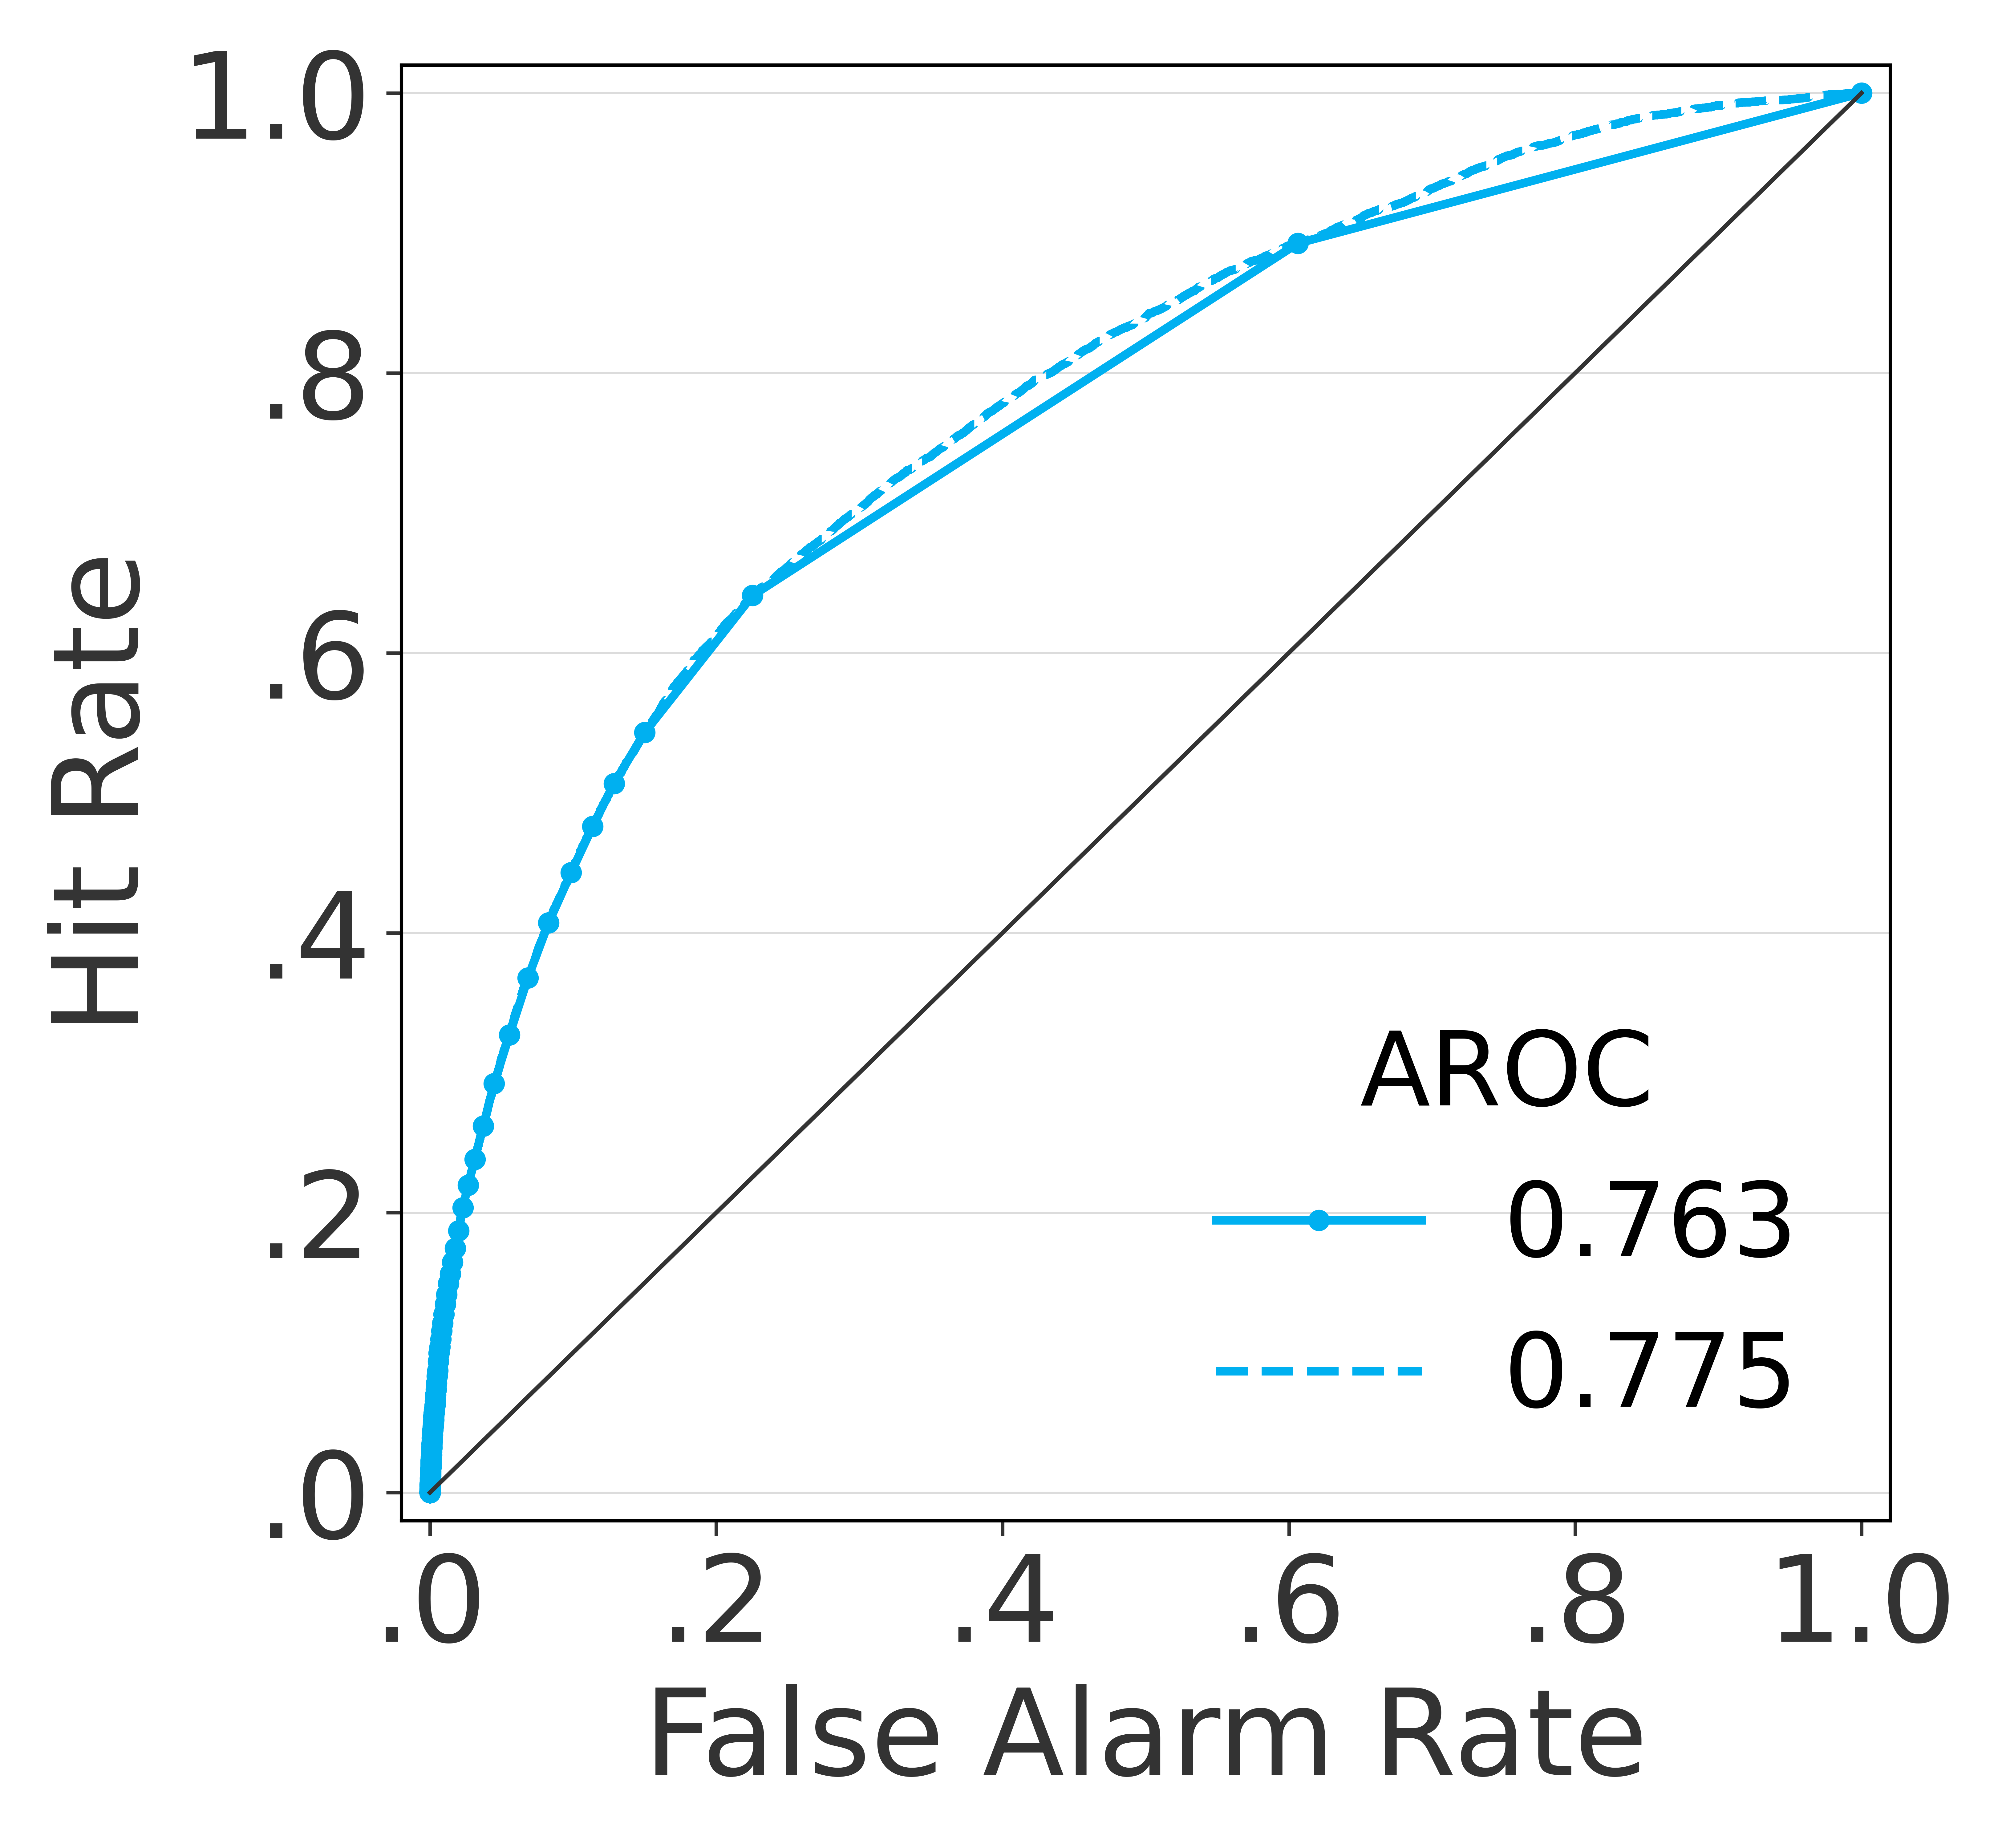 1.0
.8
.6
.4
.2
.0
Hit Rate
AROC
0.763
0.775
.0 .2 .4 .6 .8 1.0
False Alarm Rate